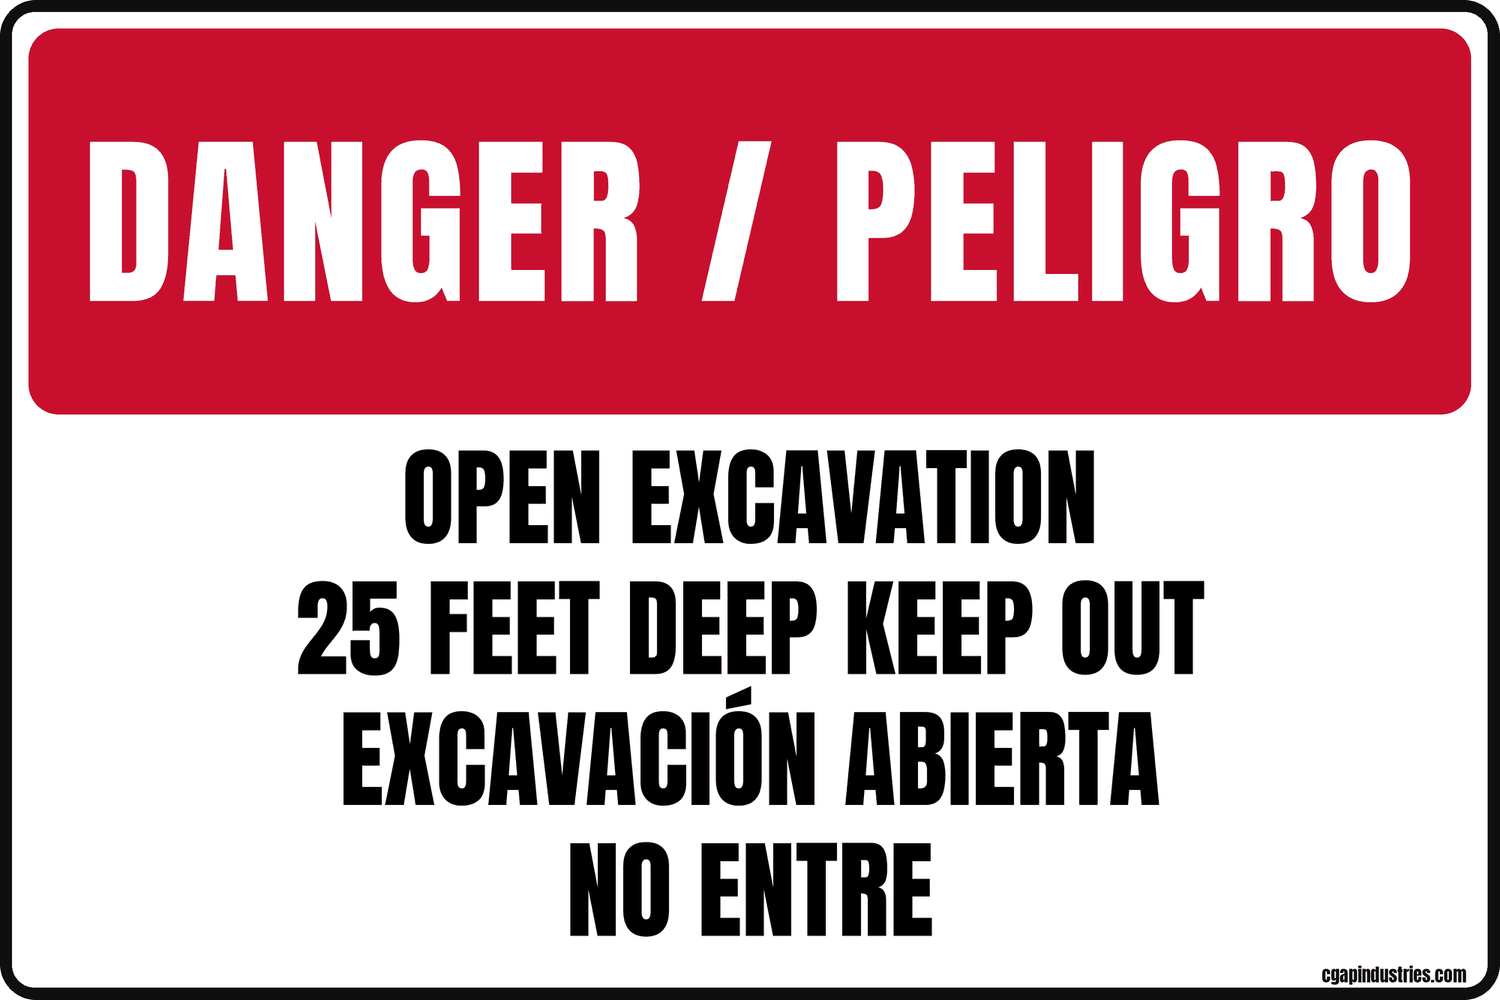 DANGER / PELIGRO
OPEN EXCAVATION
25 FEET DEEP KEEP OUT
EXCAVACIÓN ABIERTA
NO ENTRE
cgapindustries.com